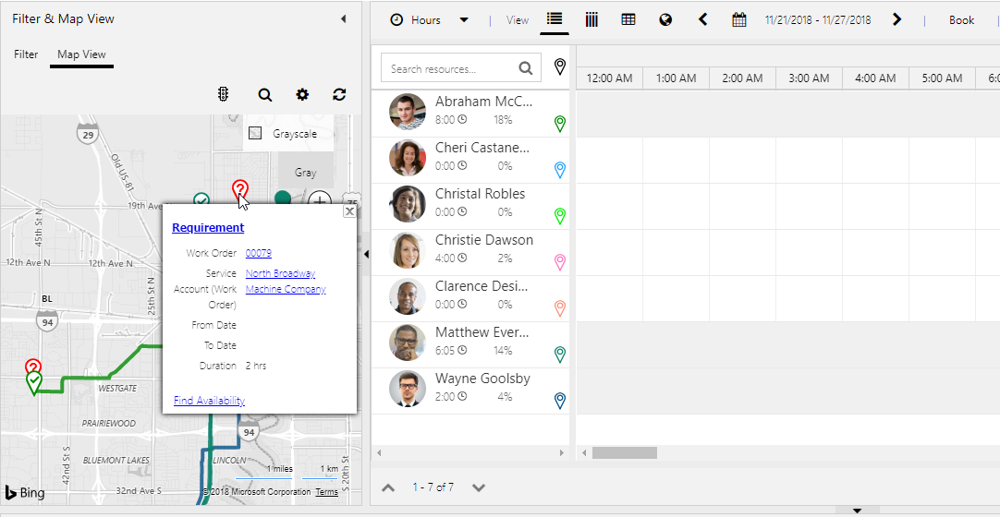 Filter & Map View
Filter
Map View
Grayscale
Gray
29
Old US-81
19th Ave
75
45th St N
12th Ave N
12th Ave N
25th St N
BL
94
WESTGATE
PRAIRIEWOOD
BLUEMONT LAKES
42nd St S
32nd Ave S
94
LINCOLN
S 20th St
1 miles
1 km
Bing
© 2018 Microsoft Corporation Terms
Requirement
Work Order 00079
Service North Broadway
Account (Work Machine Company
Order)
From Date
To Date
Duration 2 hrs
Find Availability
Hours | View 11/21/2018 - 11/27/2018 Book |
Search resources...
12:00 AM 1:00 AM 2:00 AM 3:00 AM 4:00 AM 5:00 AM 6:0
Abraham McC...
8:00 18%
Cheri Castane...
0:00 0%
Christal Robles
0:00 0%
Christie Dawson
4:00 2%
Clarence Desi...
0:00 0%
Matthew Ever...
6:05 14%
Wayne Goolsby
2:00 4%
1 - 7 of 7